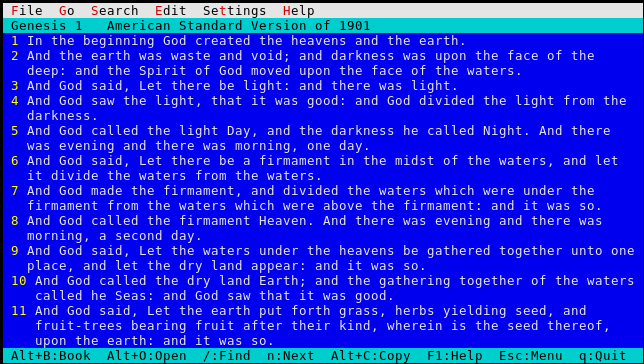 File  Go  Search  Edit  Settings  Help
Genesis 1   American Standard Version of 1901
1 In the beginning God created the heavens and the earth.
2 And the earth was waste and void; and darkness was upon the face of the
deep: and the Spirit of God moved upon the face of the waters.
3 And God said, Let there be light: and there was light.
4 And God saw the light, that it was good: and God divided the light from the
darkness.
5 And God called the light Day, and the darkness he called Night. And there
was evening and there was morning, one day.
6 And God said, Let there be a firmament in the midst of the waters, and let
it divide the waters from the waters.
7 And God made the firmament, and divided the waters which were under the
firmament from the waters which were above the firmament: and it was so.
8 And God called the firmament Heaven. And there was evening and there was
morning, a second day.
9 And God said, Let the waters under the heavens be gathered together unto one
place, and let the dry land appear: and it was so.
10 And God called the dry land Earth; and the gathering together of the waters
called he Seas: and God saw that it was good.
11 And God said, Let the earth put forth grass, herbs yielding seed, and
fruit-trees bearing fruit after their kind, wherein is the seed thereof,
upon the earth: and it was so.
Alt+B:Book  Alt+O:Open  /:Find  n:Next  Alt+C:Copy  F1:Help  Esc:Menu  q:Quit